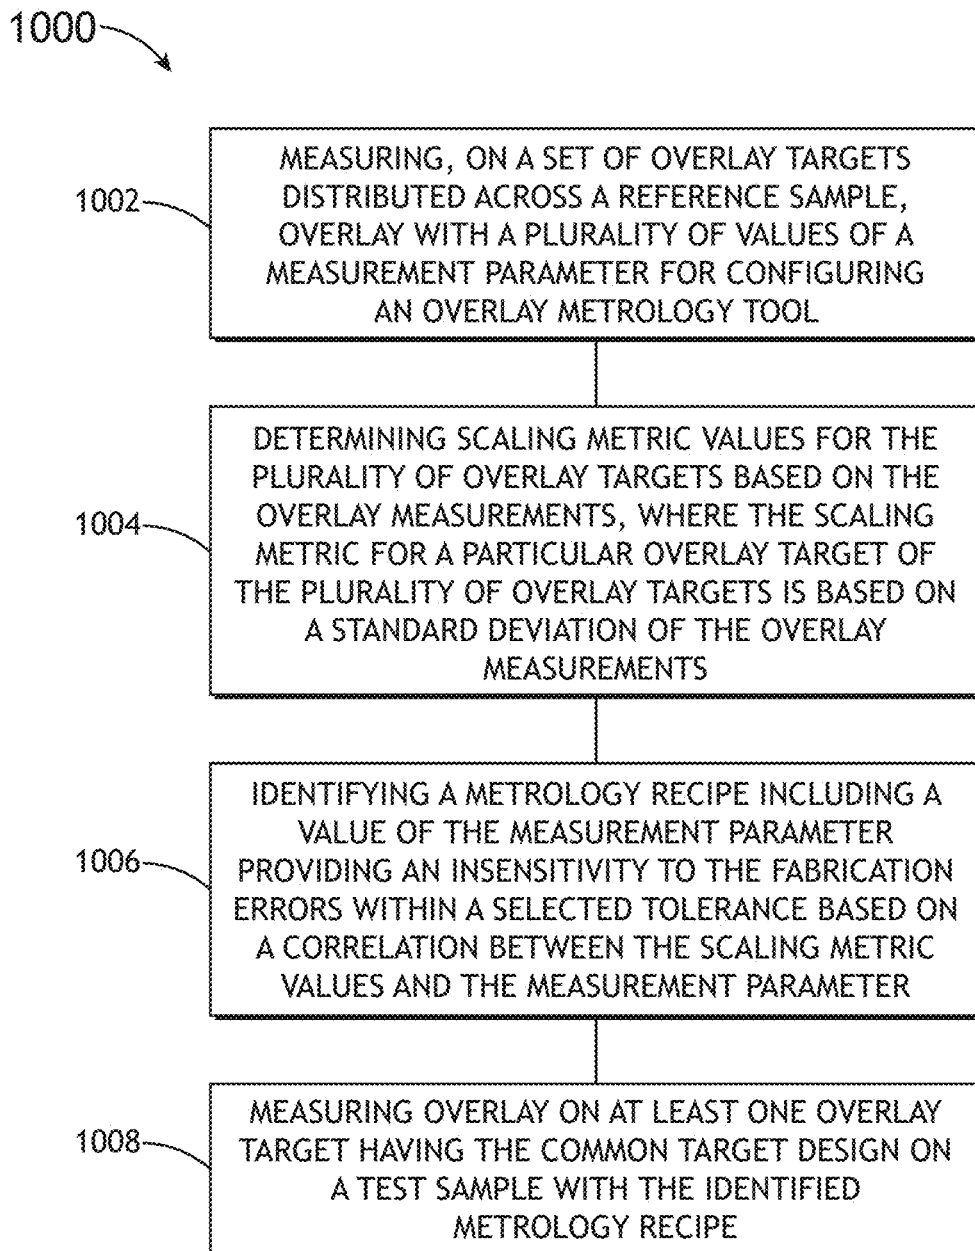 1000
1002
MEASURING, ON A SET OF OVERLAY TARGETS
DISTRIBUTED ACROSS A REFERENCE SAMPLE,
OVERLAY WITH A PLURALITY OF VALUES OF A
MEASUREMENT PARAMETER FOR CONFIGURING
AN OVERLAY METROLOGY TOOL
1004
DETERMINING SCALING METRIC VALUES FOR THE
PLURALITY OF OVERLAY TARGETS BASED ON THE
OVERLAY MEASUREMENTS, WHERE THE SCALING
METRIC FOR A PARTICULAR OVERLAY TARGET OF
THE PLURALITY OF OVERLAY TARGETS IS BASED ON
A STANDARD DEVIATION OF THE OVERLAY
MEASUREMENTS
1006
IDENTIFYING A METROLOGY RECIPE INCLUDING A
VALUE OF THE MEASUREMENT PARAMETER
PROVIDING AN INSENSITIVITY TO THE FABRICATION
ERRORS WITHIN A SELECTED TOLERANCE BASED ON
A CORRELATION BETWEEN THE SCALING METRIC
VALUES AND THE MEASUREMENT PARAMETER
1008
MEASURING OVERLAY ON AT LEAST ONE OVERLAY
TARGET HAVING THE COMMON TARGET DESIGN ON
A TEST SAMPLE WITH THE IDENTIFIED
METROLOGY RECIPE